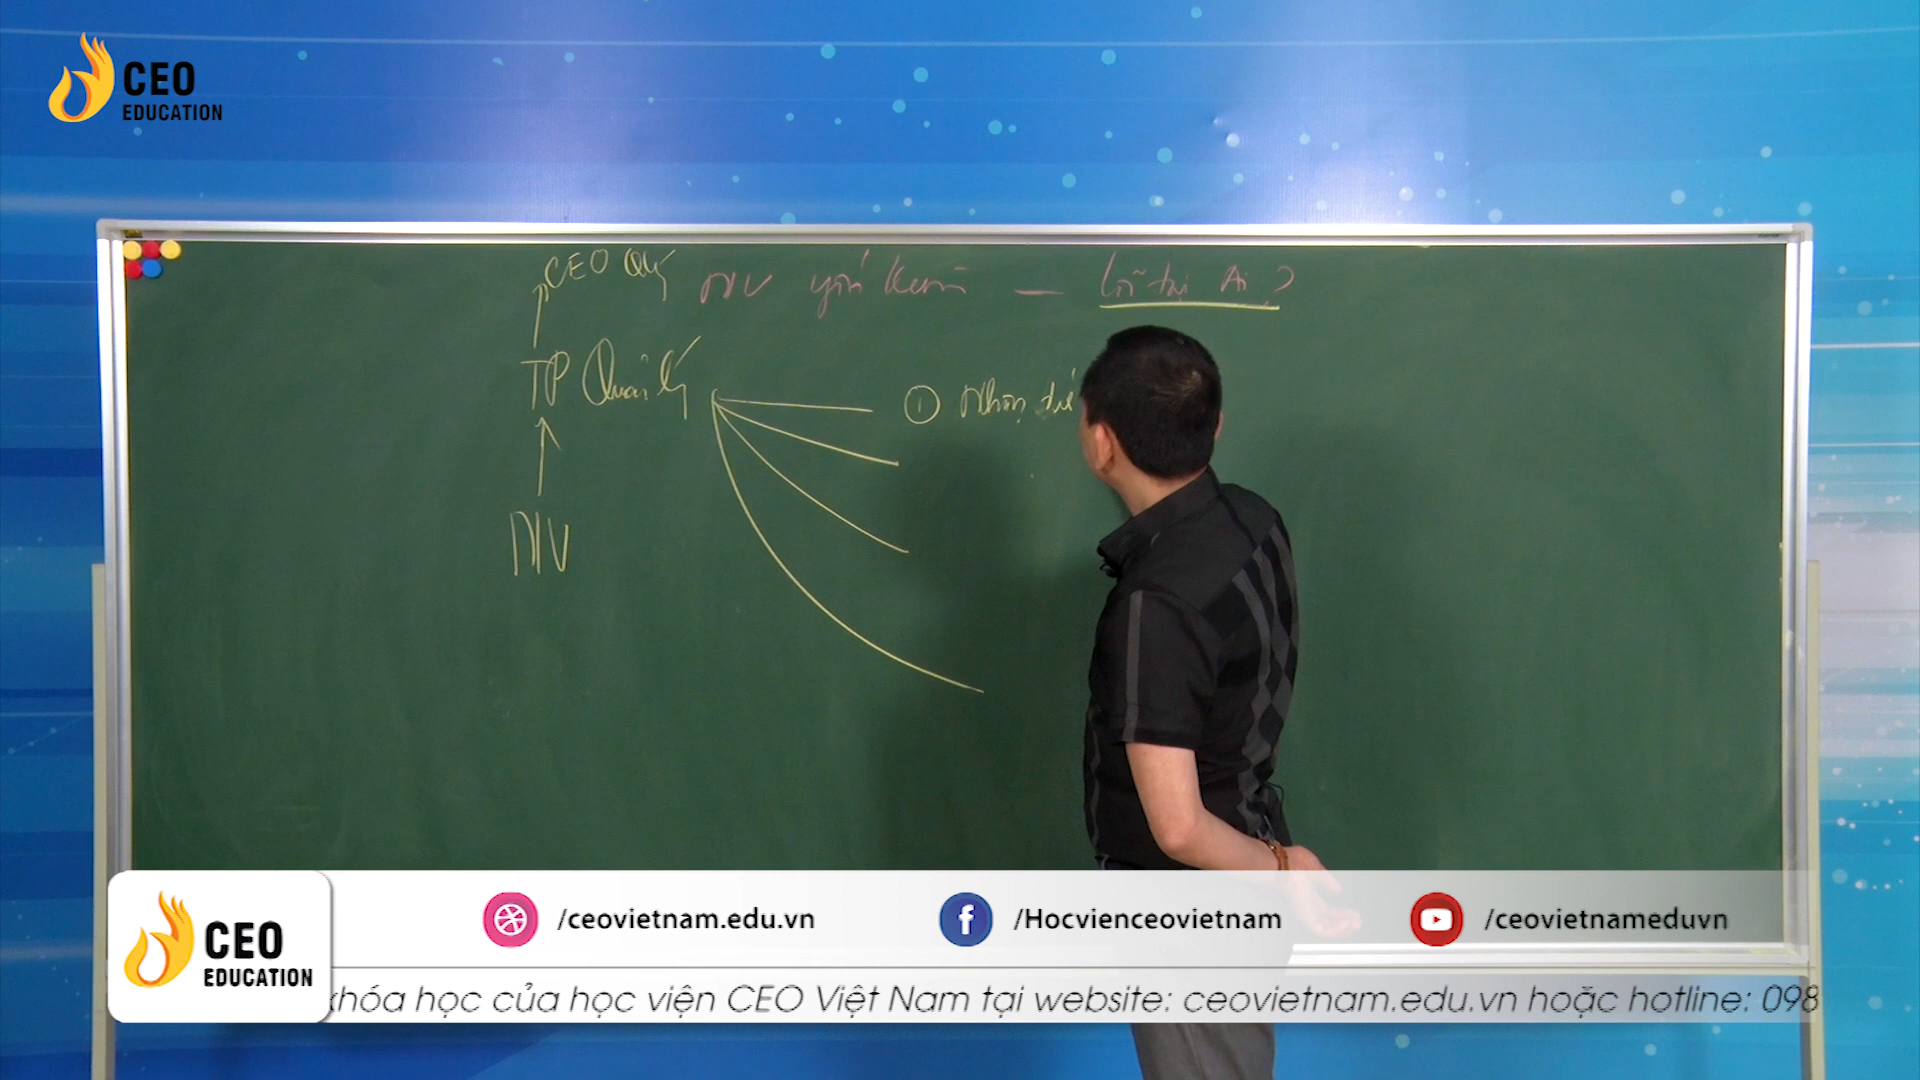 CEO
EDUCATION
CEO Qlý
NV yếu kém — Lỗi tại Ai ?
TP Quản lý
① Nhận
NV
CEO
EDUCATION
/ceovietnam.edu.vn
/Hocvienceovietnam
/ceovietnameduvn
khóa học của học viện CEO Việt Nam tại website: ceovietnam.edu.vn hoặc hotline: 098